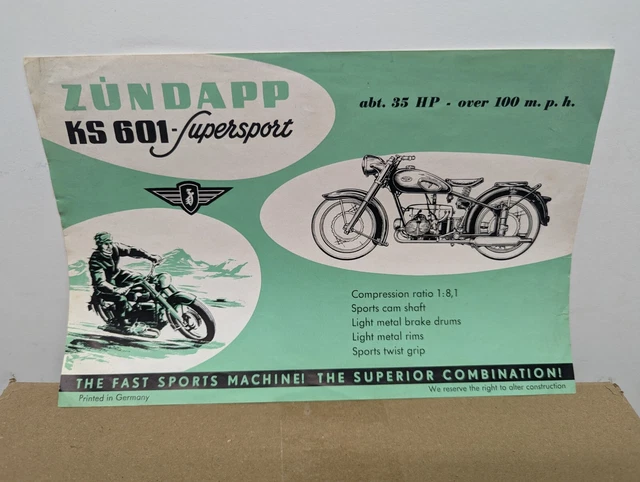 ZÜNDAPP
KS 601-Supersport
abt. 35 HP - over 100 m. p. h.
Compression ratio 1:8,1
Sports cam shaft
Light metal brake drums
Light metal rims
Sports twist grip
THE FAST SPORTS MACHINE! THE SUPERIOR COMBINATION!
Printed in Germany
We reserve the right to alter construction